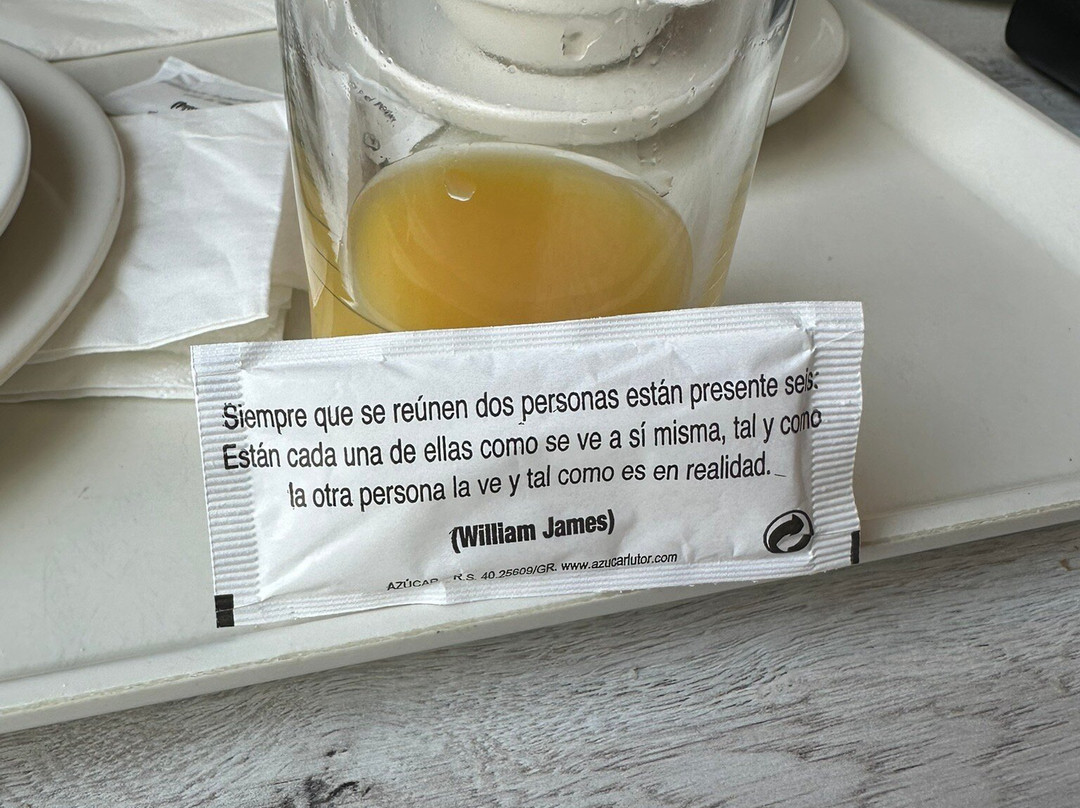 Siempre que se reúnen dos personas están presente seis:
Están cada una de ellas como se ve a sí misma, tal y como
la otra persona la ve y tal como es en realidad.
(William James)
AZÚCAR R.S. 40.25609/GR. www.azucarlutor.com